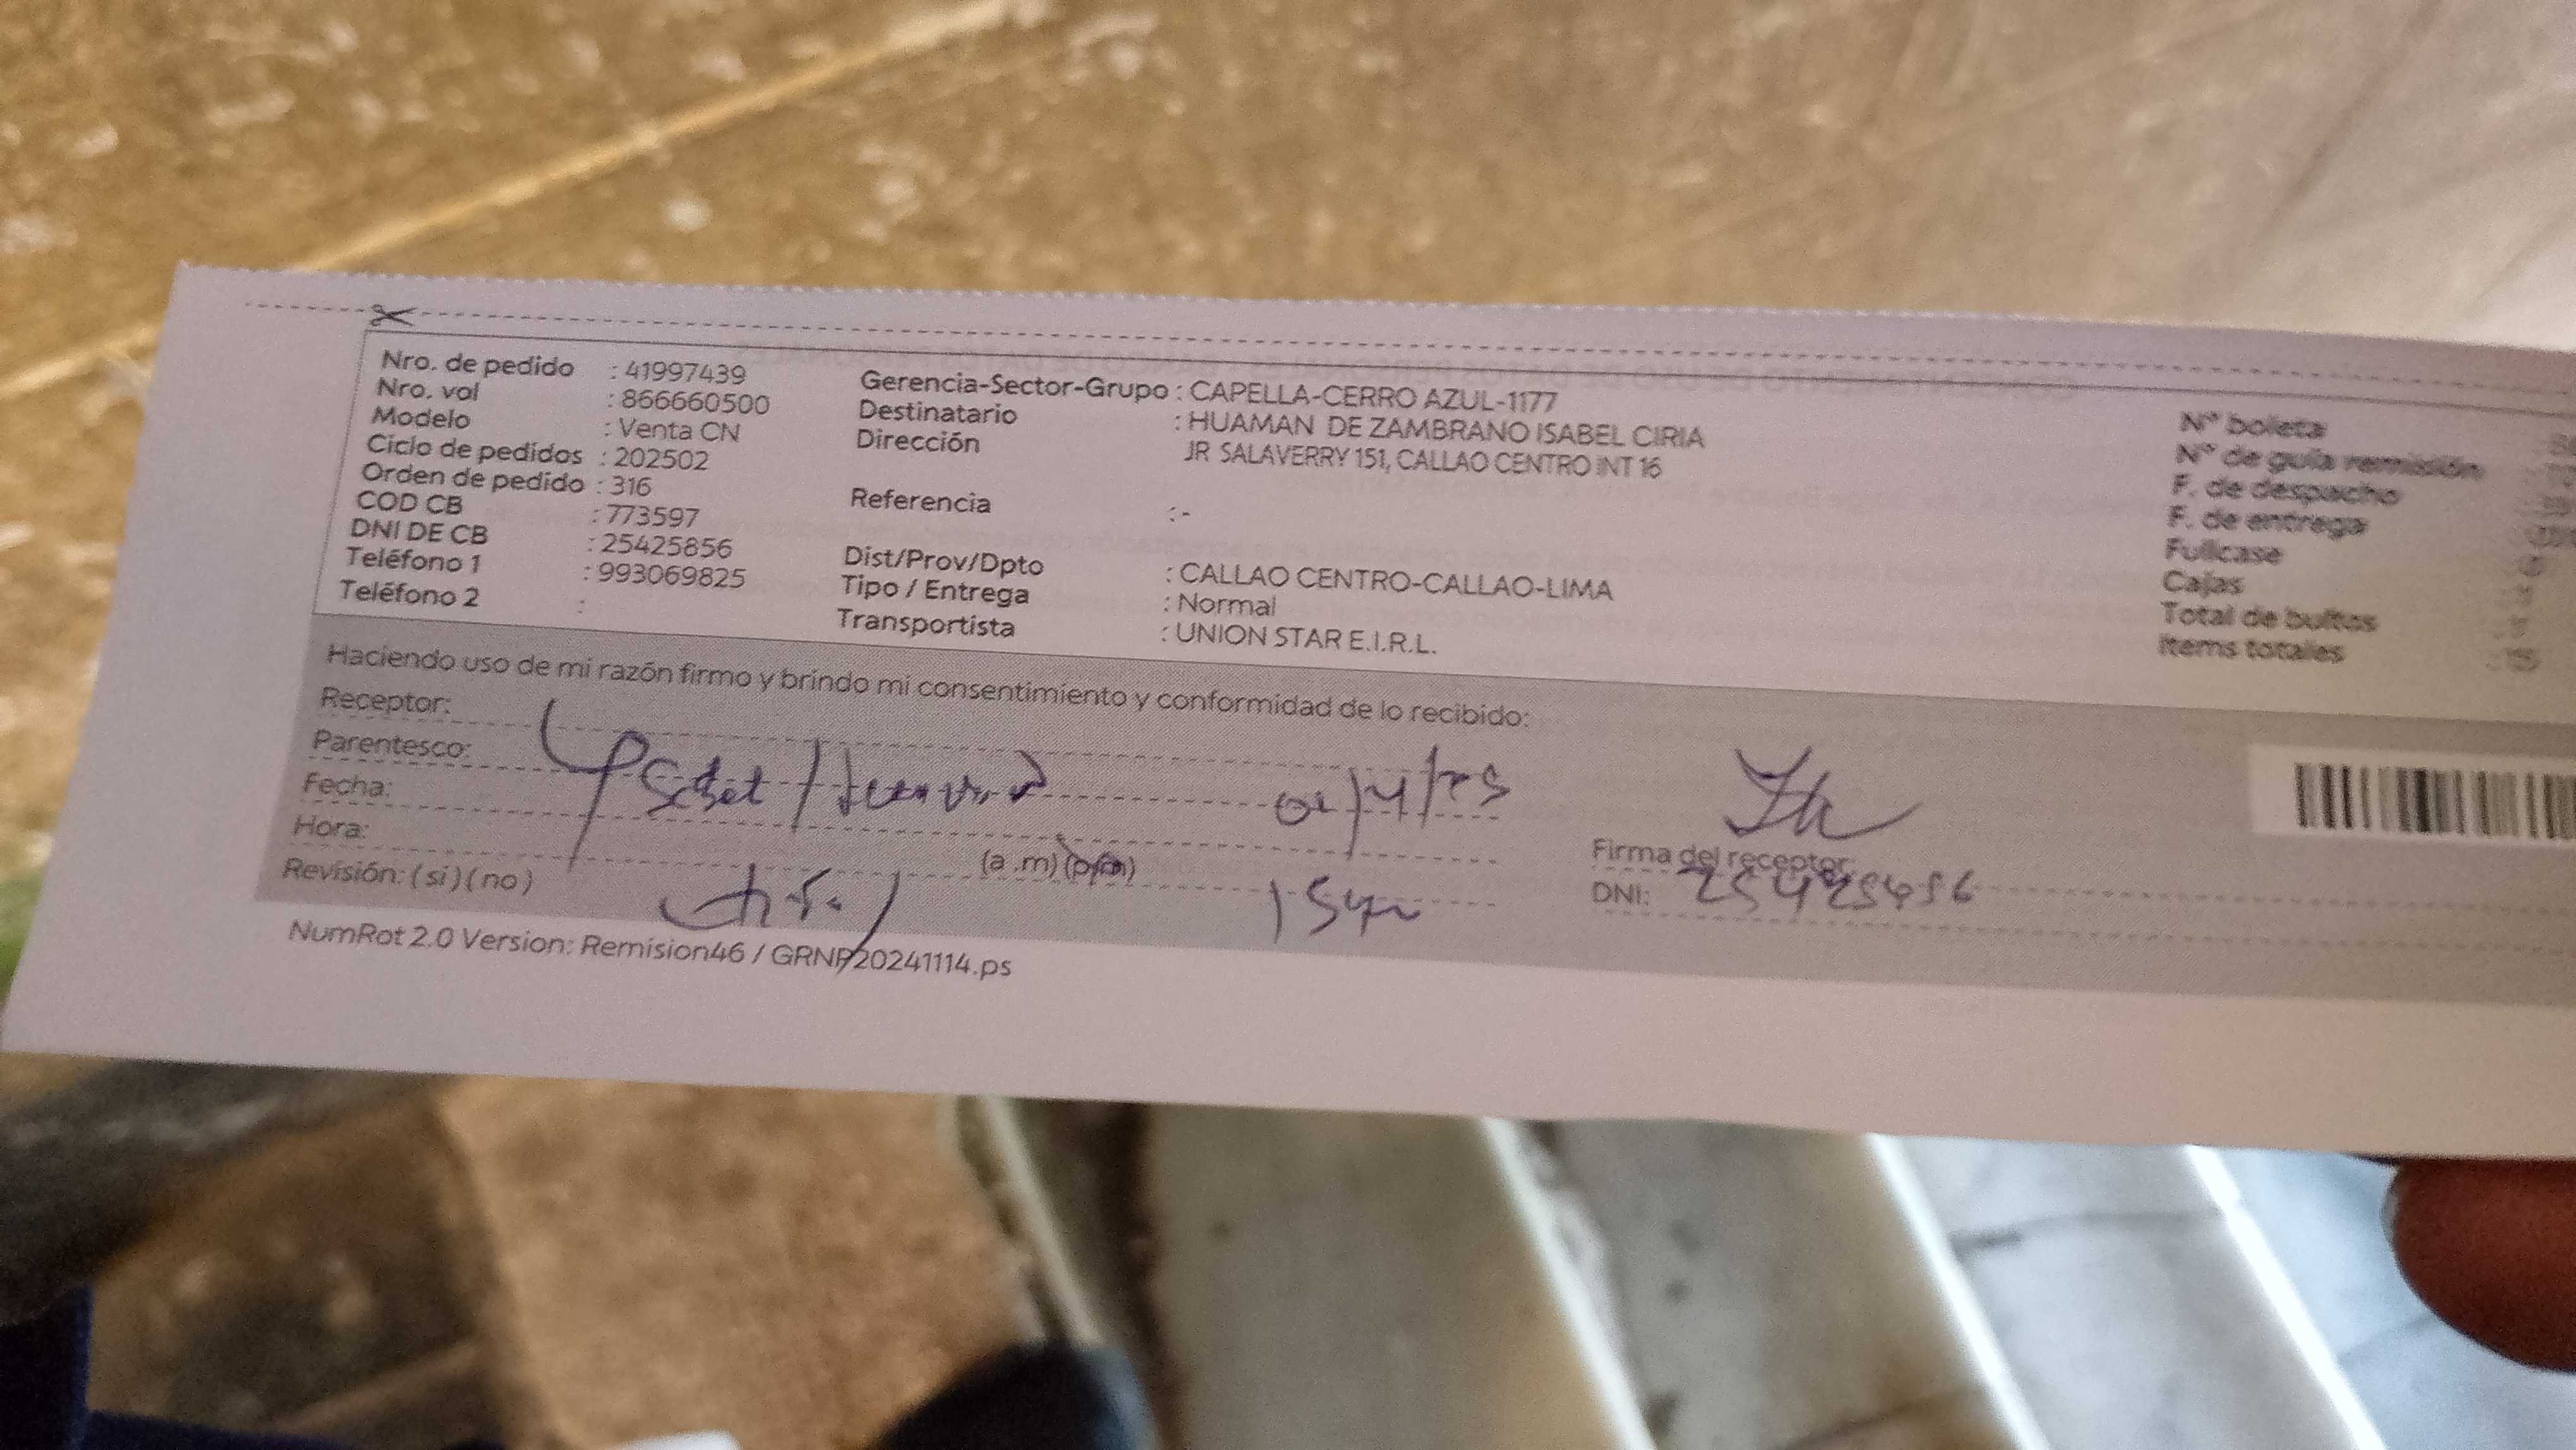 Nro. de pedido : 41997439
Nro. vol : 866660500
Modelo : Venta CN
Ciclo de pedidos : 202502
Orden de pedido : 316
COD CB : 773597
DNI DE CB : 25425856
Teléfono 1 : 993069825
Teléfono 2 :
Gerencia-Sector-Grupo : CAPELLA-CERRO AZUL-1177
Destinatario : HUAMAN DE ZAMBRANO ISABEL CIRIA
Dirección JR SALAVERRY 151, CALLAO CENTRO INT 16
Referencia : -
Dist/Prov/Dpto : CALLAO CENTRO-CALLAO-LIMA
Tipo / Entrega : Normal
Transportista : UNION STAR E.I.R.L.
N° boleta
N° de guía remisión
F. de despacho
F. de entrega
Fullcase
Cajas
Total de bultos
Items totales
Haciendo uso de mi razón firmo y brindo mi consentimiento y conformidad de lo recibido:
Receptor:
Parentesco:
Fecha:
Hora: (a .m) (p.m)
Revisión: (si) (no)
Firma del receptor:
DNI:
NumRot 2.0 Version: Remision46 / GRNP20241114.ps